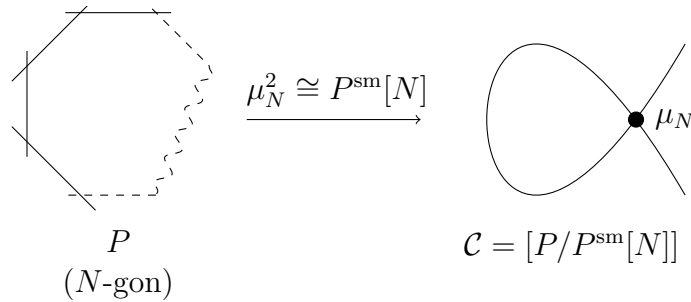 μ_N^2 ≅ P^sm[N]
μ_N
P
(N-gon)
𝒞 = [P/P^sm[N]]